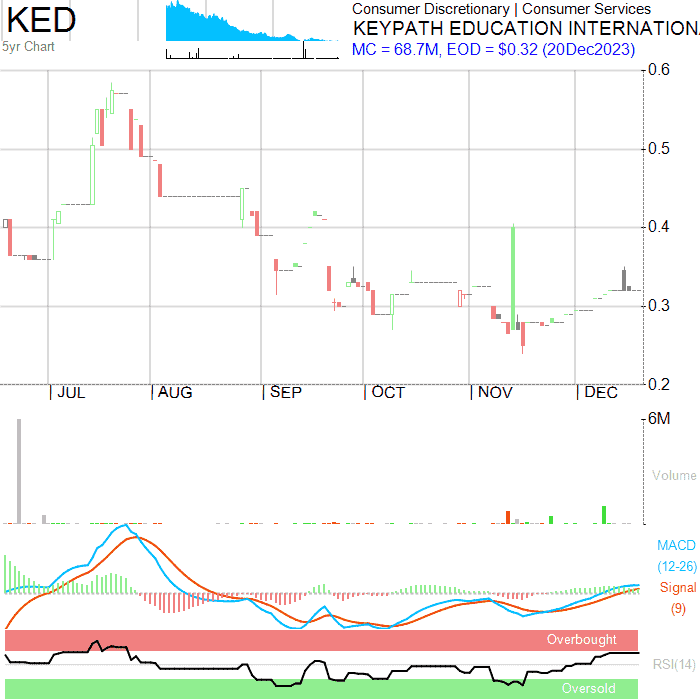 KED
5yr Chart
Consumer Discretionary | Consumer Services
KEYPATH EDUCATION INTERNATION
MC = 68.7M, EOD = $0.32 (20Dec2023)
0.6
0.5
0.4
0.3
0.2
JUL AUG SEP OCT NOV DEC
6M
Volume
MACD
(12-26)
Signal
(9)
Overbought
RSI(14)
Oversold